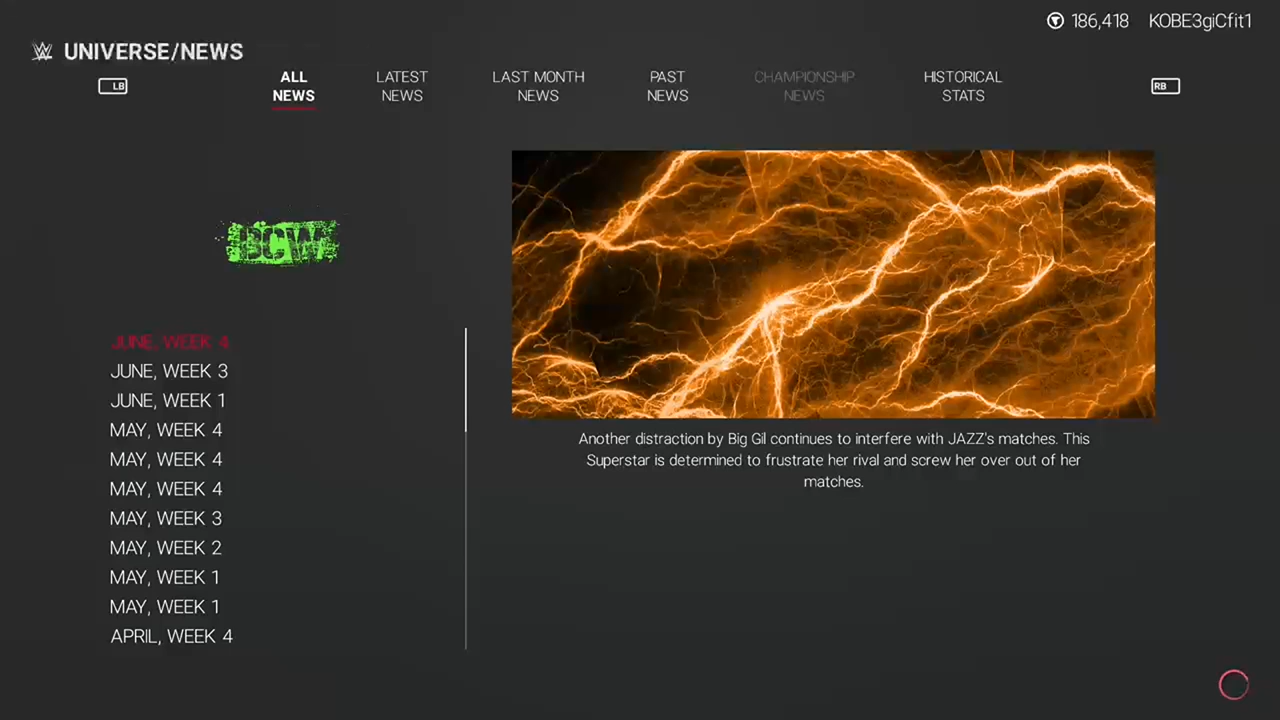 186,418 KOBE3giCfit1
UNIVERSE/NEWS
LB
ALL
NEWS
LATEST
NEWS
LAST MONTH
NEWS
PAST
NEWS
CHAMPIONSHIP
NEWS
HISTORICAL
STATS
RB
BCW
JUNE, WEEK 4
JUNE, WEEK 3
JUNE, WEEK 1
MAY, WEEK 4
MAY, WEEK 4
MAY, WEEK 4
MAY, WEEK 3
MAY, WEEK 2
MAY, WEEK 1
MAY, WEEK 1
APRIL, WEEK 4
Another distraction by Big Gil continues to interfere with JAZZ's matches. This
Superstar is determined to frustrate her rival and screw her over out of her
matches.